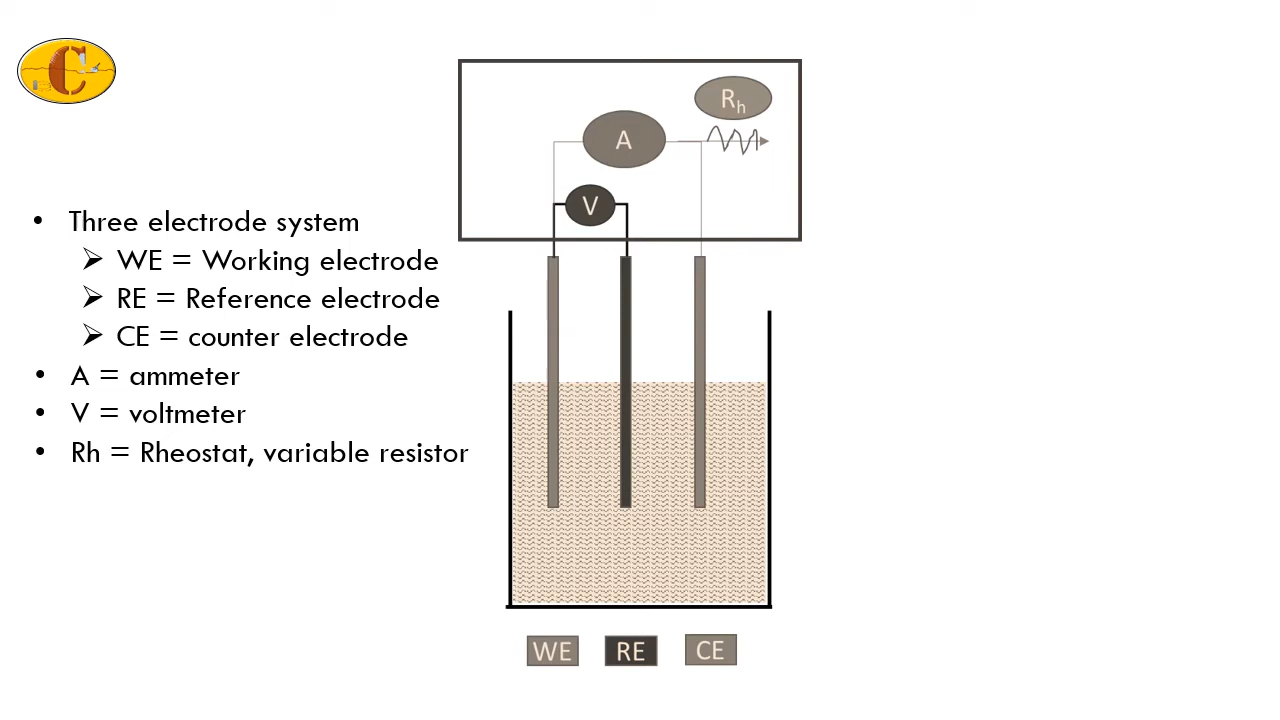 C
Rh
A
V
• Three electrode system
➢ WE = Working electrode
➢ RE = Reference electrode
➢ CE = counter electrode
• A = ammeter
• V = voltmeter
• Rh = Rheostat, variable resistor
WE RE CE